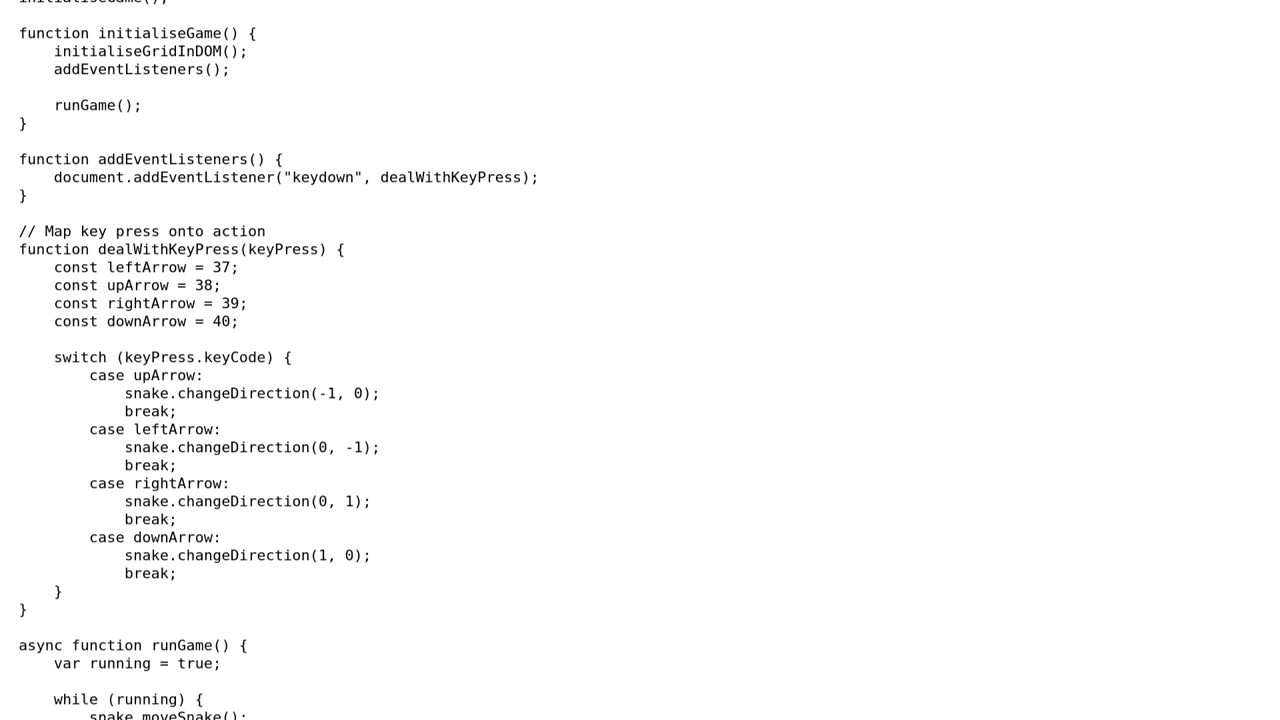 initialiseGame();

function initialiseGame() {
    initialiseGridInDOM();
    addEventListeners();

    runGame();
}

function addEventListeners() {
    document.addEventListener("keydown", dealWithKeyPress);
}

// Map key press onto action
function dealWithKeyPress(keyPress) {
    const leftArrow = 37;
    const upArrow = 38;
    const rightArrow = 39;
    const downArrow = 40;

    switch (keyPress.keyCode) {
        case upArrow:
            snake.changeDirection(-1, 0);
            break;
        case leftArrow:
            snake.changeDirection(0, -1);
            break;
        case rightArrow:
            snake.changeDirection(0, 1);
            break;
        case downArrow:
            snake.changeDirection(1, 0);
            break;
    }
}

async function runGame() {
    var running = true;

    while (running) {
        snake.moveSnake();